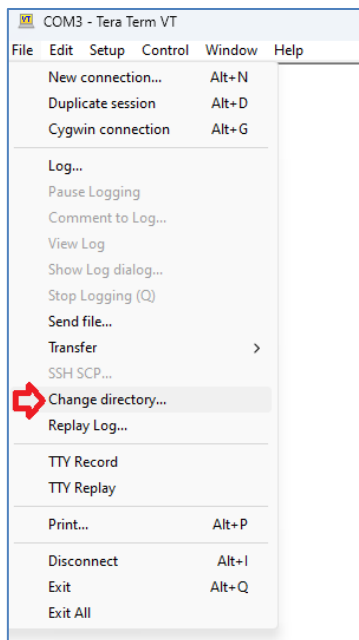 COM3 - Tera Term VT
File Edit Setup Control Window Help
New connection... Alt+N
Duplicate session Alt+D
Cygwin connection Alt+G
Log...
Pause Logging
Comment to Log...
View Log
Show Log dialog...
Stop Logging (Q)
Send file...
Transfer
SSH SCP...
Change directory...
Replay Log...
TTY Record
TTY Replay
Print... Alt+P
Disconnect Alt+I
Exit Alt+Q
Exit All